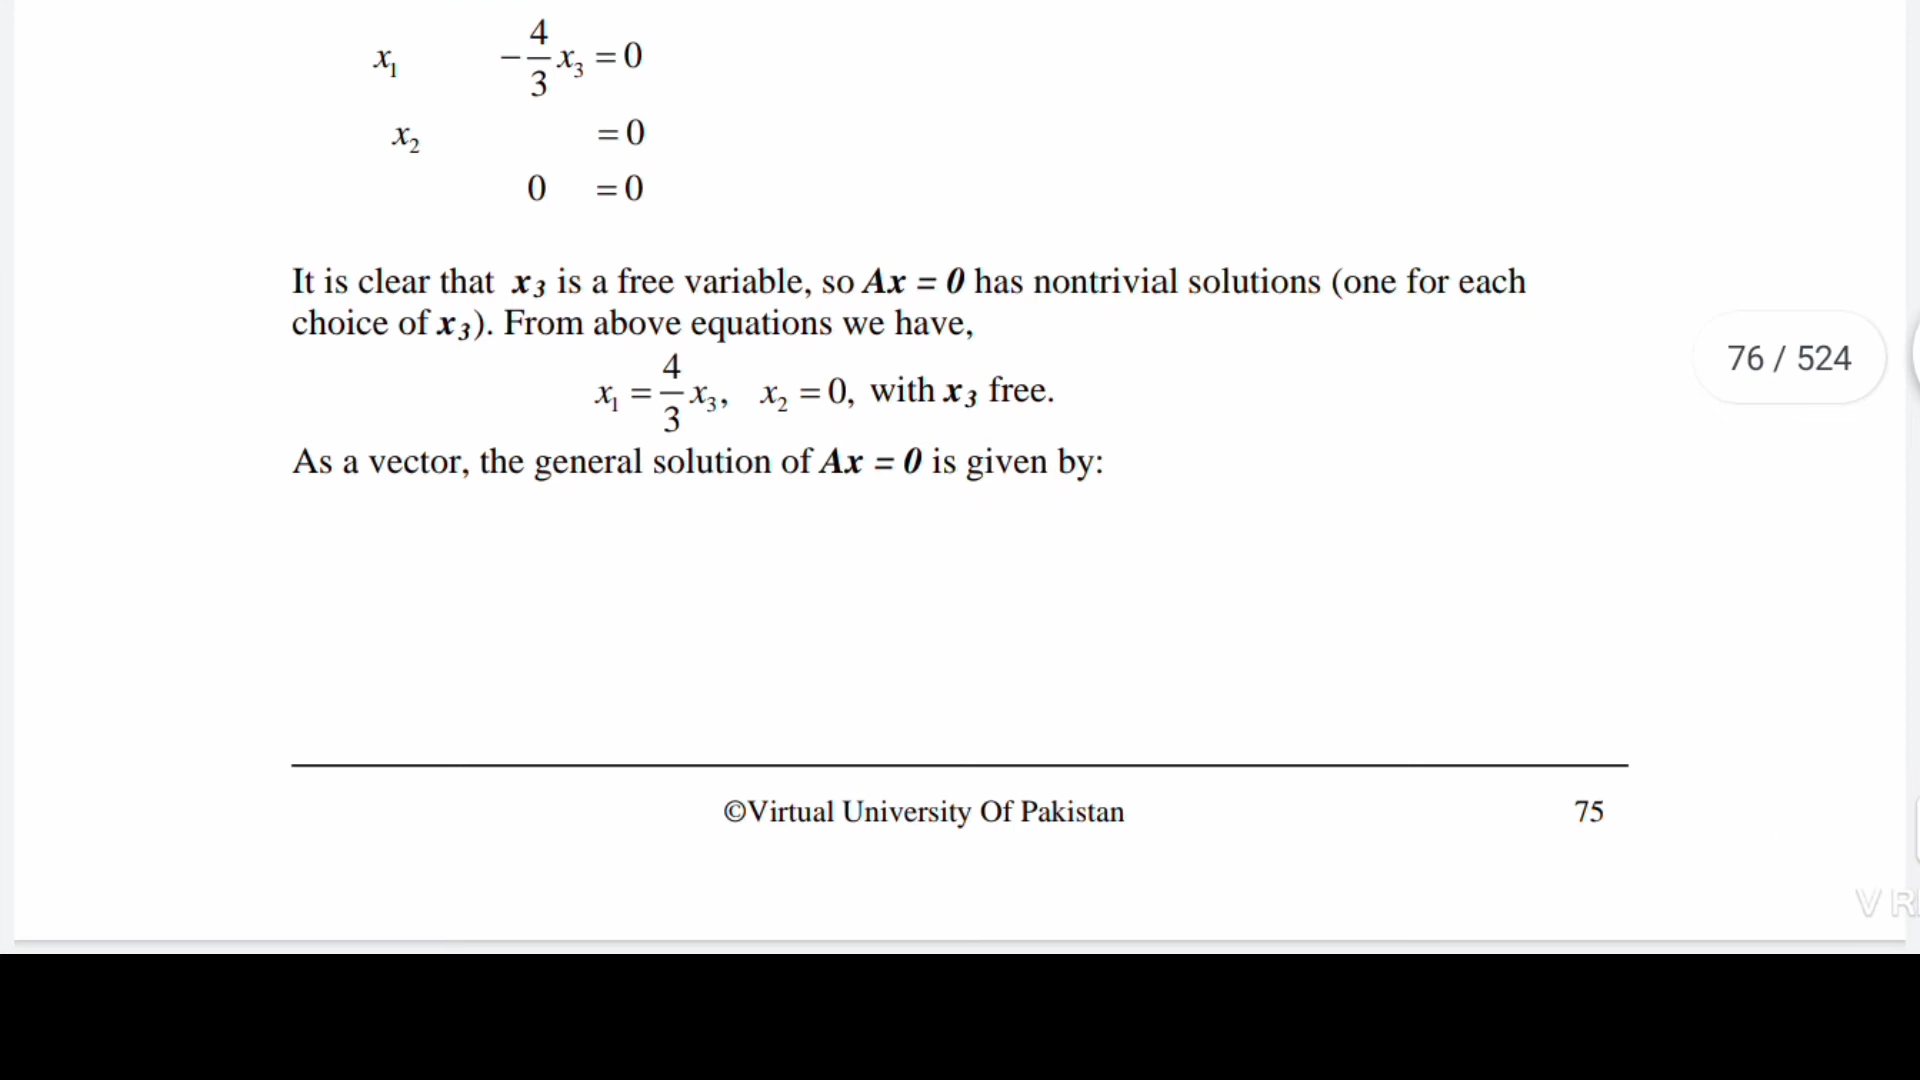 x₁ −4/3 x₃ = 0
x₂ = 0
0 = 0
It is clear that x₃ is a free variable, so Ax = 0 has nontrivial solutions (one for each
choice of x₃). From above equations we have,
x₁ = 4/3 x₃, x₂ = 0, with x₃ free.
As a vector, the general solution of Ax = 0 is given by:
76 / 524
©Virtual University Of Pakistan 75